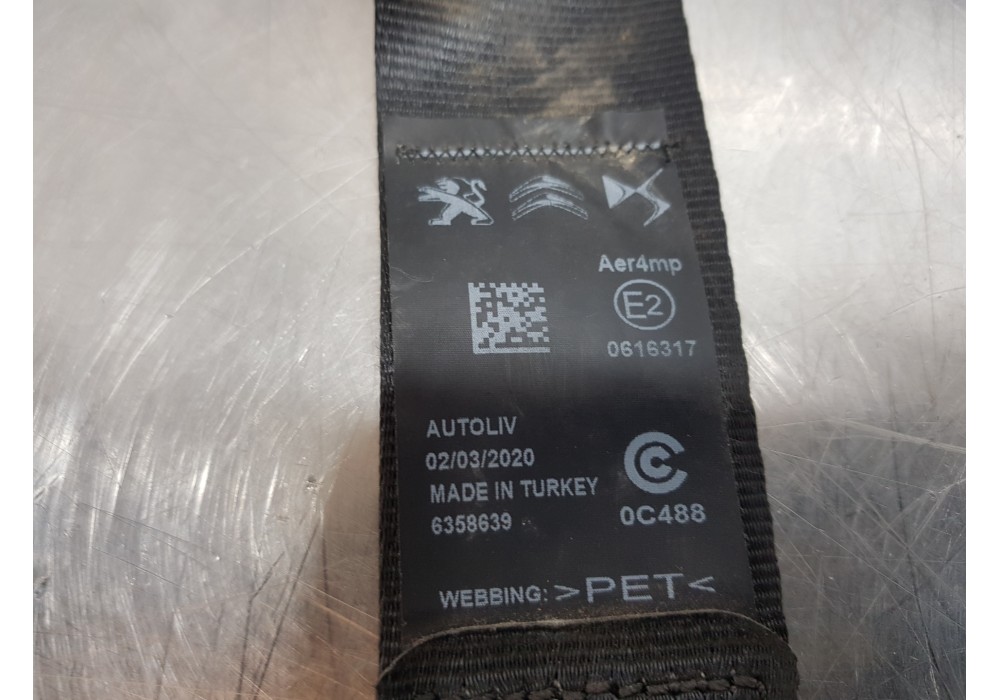 Aer4mp
E2
0616317
AUTOLIV
02/03/2020
MADE IN TURKEY
6358639
C
0C488
WEBBING: >PET<